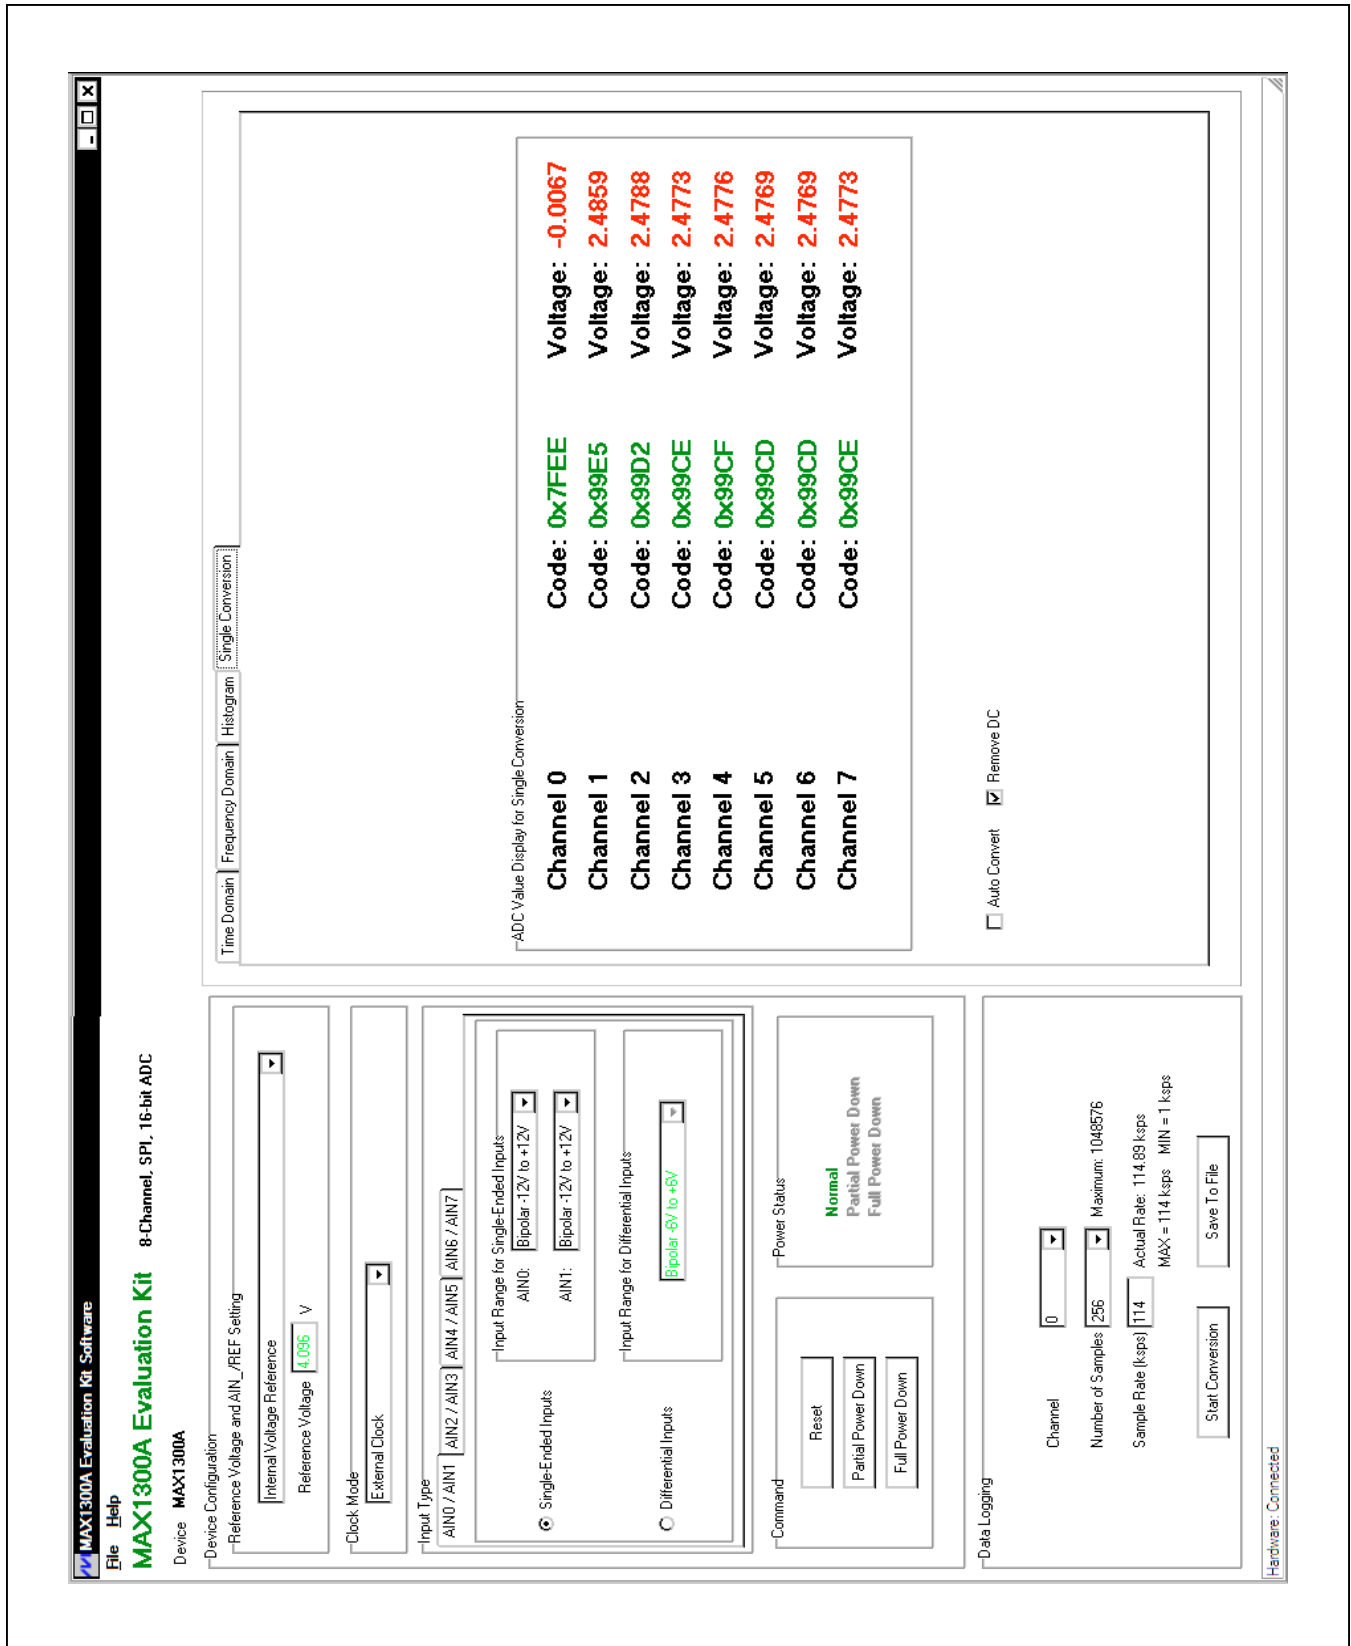 MAX1300A Evaluation Kit Software
File Help
MAX1300A Evaluation Kit 8-Channel, SPI, 16-bit ADC
Device MAX1300A
Device Configuration
Reference Voltage and AIN_/REF Setting
Internal Voltage Reference
Reference Voltage 4.096 V
Clock Mode
External Clock
Input Type
AIN0 / AIN1 AIN2 / AIN3 AIN4 / AIN5 AIN6 / AIN7
Single-Ended Inputs
Input Range for Single-Ended Inputs
AIN0: Bipolar -12V to +12V
AIN1: Bipolar -12V to +12V
Differential Inputs
Input Range for Differential Inputs
Bipolar -6V to +6V
Command
Reset
Partial Power Down
Full Power Down
Power Status
Normal
Partial Power Down
Full Power Down
Data Logging
Channel 0
Number of Samples 256 Maximum: 1048576
Sample Rate (ksps) 114 Actual Rate: 114.89 ksps
MAX = 114 ksps MIN = 1 ksps
Start Conversion Save To File
Time Domain Frequency Domain Histogram Single Conversion
ADC Value Display for Single Conversion
Channel 0 Code: 0x7FEE Voltage: -0.0067
Channel 1 Code: 0x99E5 Voltage: 2.4859
Channel 2 Code: 0x99D2 Voltage: 2.4788
Channel 3 Code: 0x99CE Voltage: 2.4773
Channel 4 Code: 0x99CF Voltage: 2.4776
Channel 5 Code: 0x99CD Voltage: 2.4769
Channel 6 Code: 0x99CD Voltage: 2.4769
Channel 7 Code: 0x99CE Voltage: 2.4773
Auto Convert Remove DC
Hardware: Connected